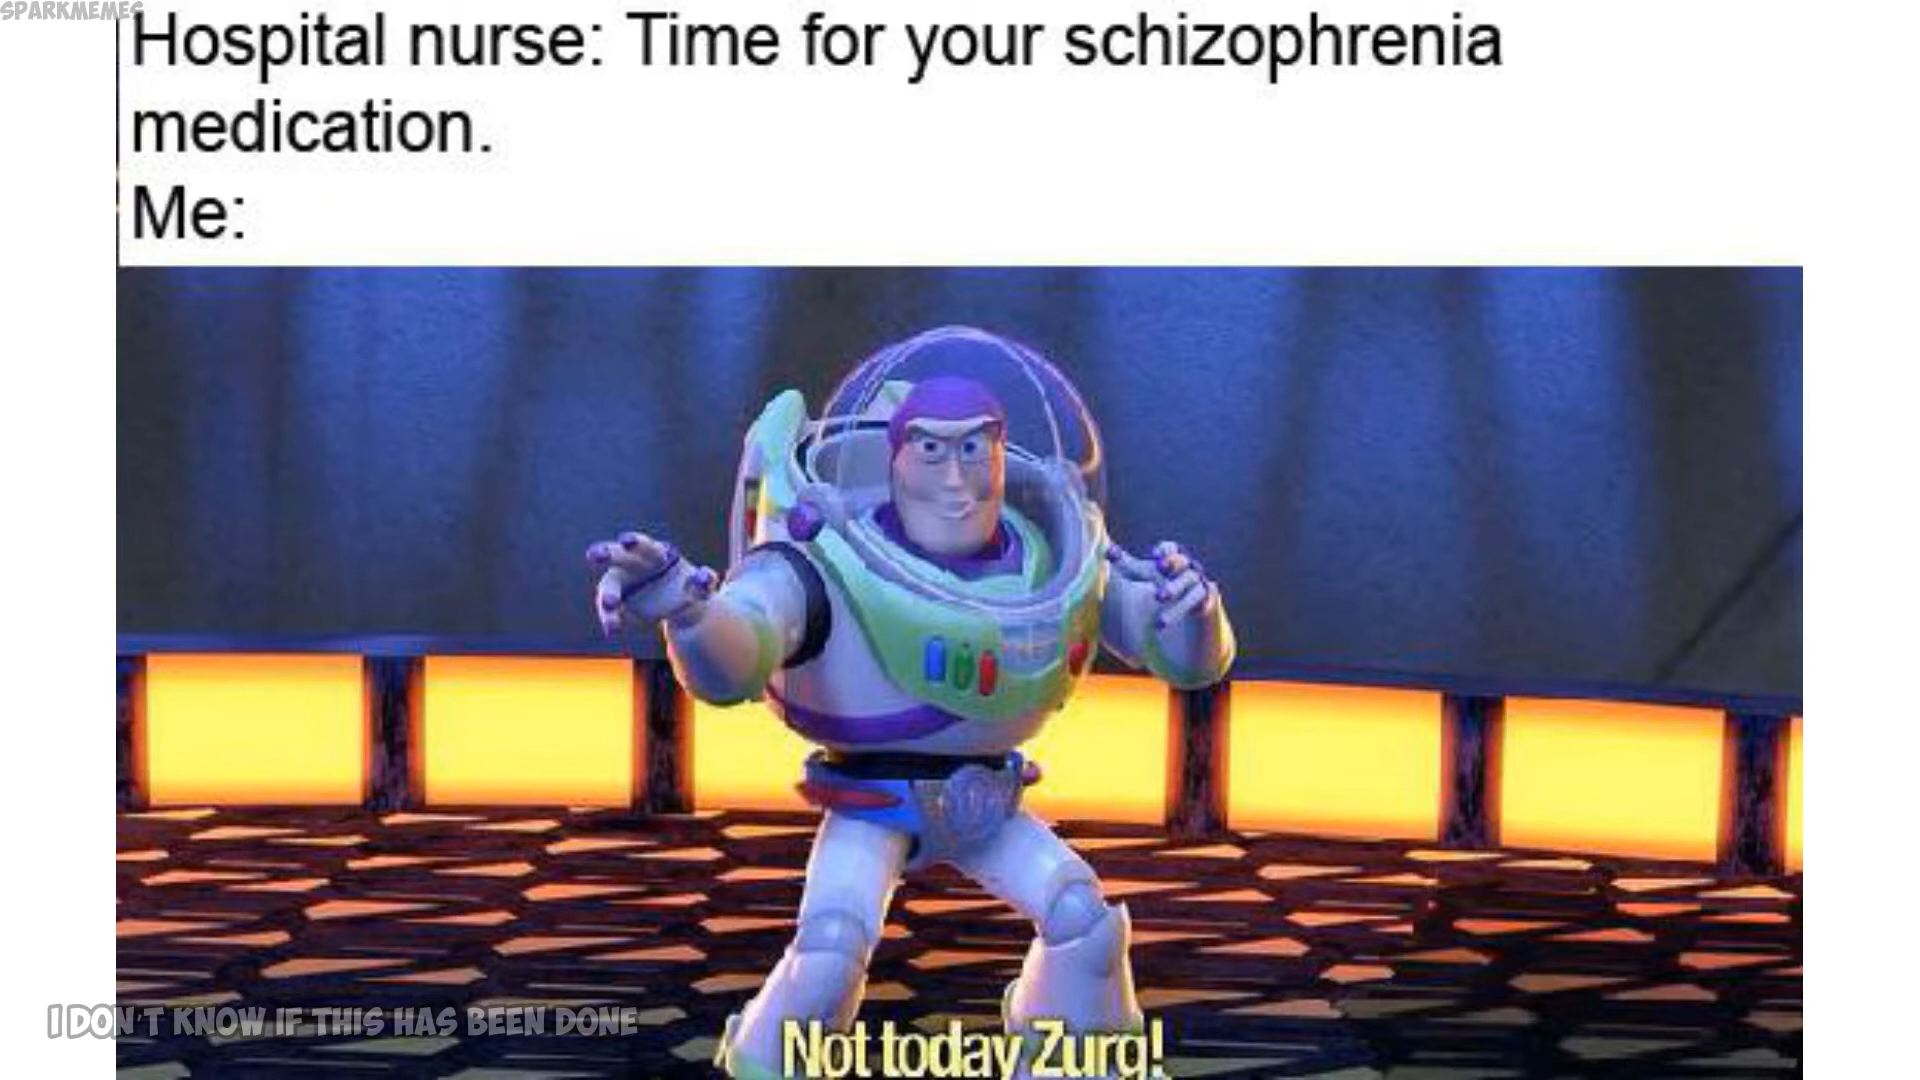 SPARKMEMES
Hospital nurse: Time for your schizophrenia
medication.
Me:
I DON'T KNOW IF THIS HAS BEEN DONE
Not today Zurg!